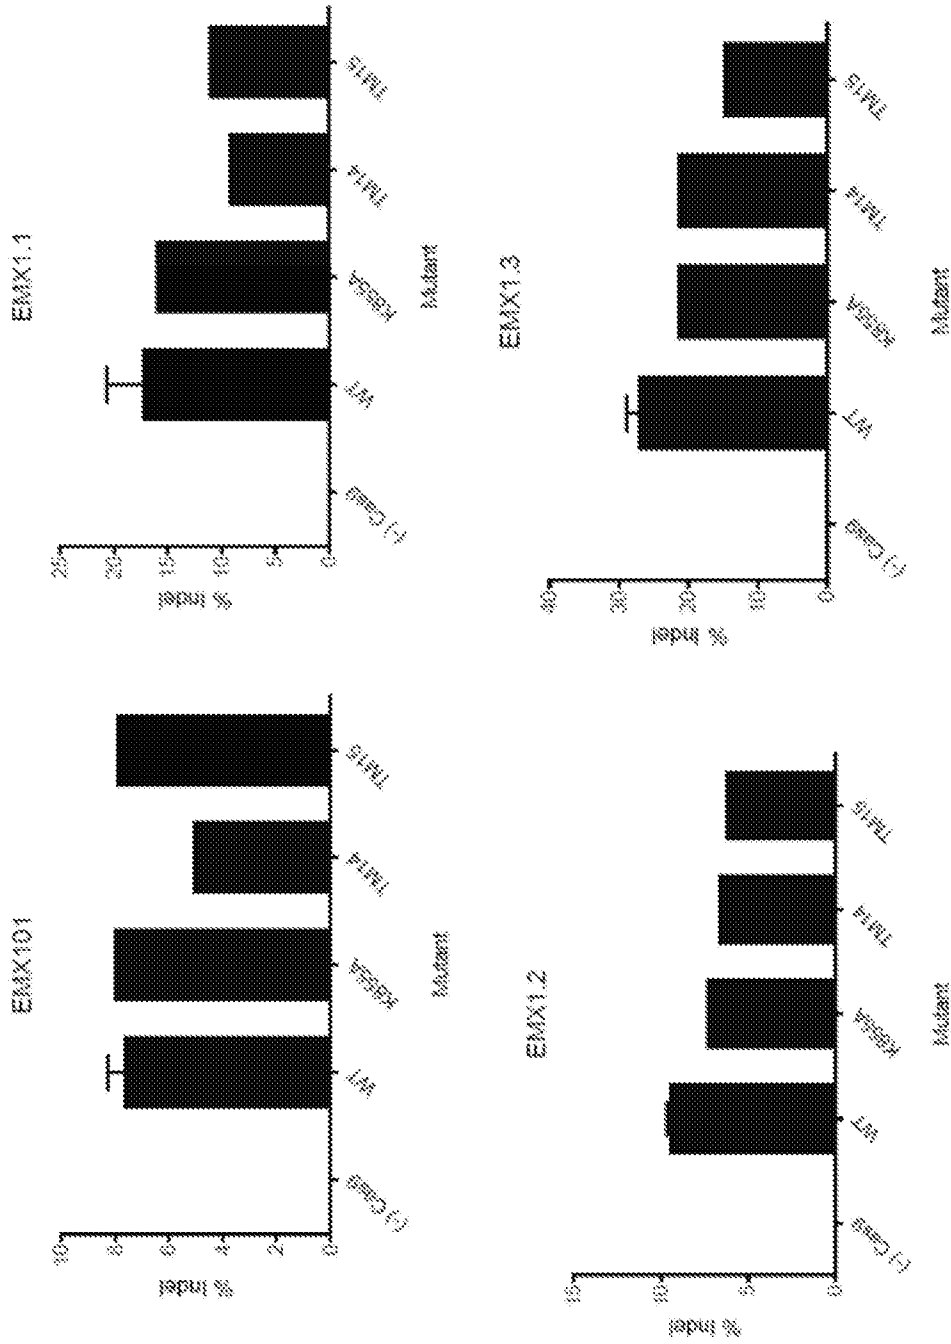 EMX101
% Indel
10
8
6
4
2
0
(-) Cas9
WT
K855A
TM14
TM15
Mutant
EMX1.1
% Indel
25
20
15
10
5
0
(-) Cas9
WT
K855A
TM14
TM15
Mutant
EMX1.2
% Indel
15
10
5
0
(-) Cas9
WT
K855A
TM14
TM15
Mutant
EMX1.3
% Indel
40
30
20
10
0
(-) Cas9
WT
K855A
TM14
TM15
Mutant